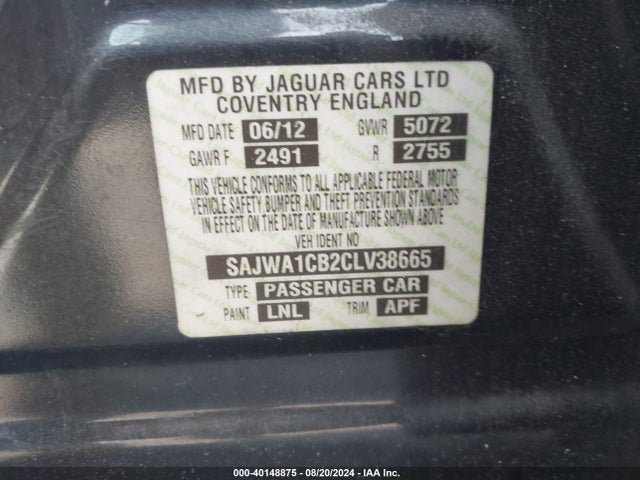 MFD BY JAGUAR CARS LTD
COVENTRY ENGLAND
MFD DATE 06/12 GVWR 5072
GAWR F 2491 R 2755
THIS VEHICLE CONFORMS TO ALL APPLICABLE FEDERAL MOTOR
VEHICLE SAFETY BUMPER AND THEFT PREVENTION STANDARDS
IN EFFECT ON THE DATE OF MANUFACTURE SHOWN ABOVE
VEH IDENT NO
SAJWA1CB2CLV38665
TYPE PASSENGER CAR
PAINT LNL TRIM APF
000-40148875 - 08/20/2024 - IAA Inc.